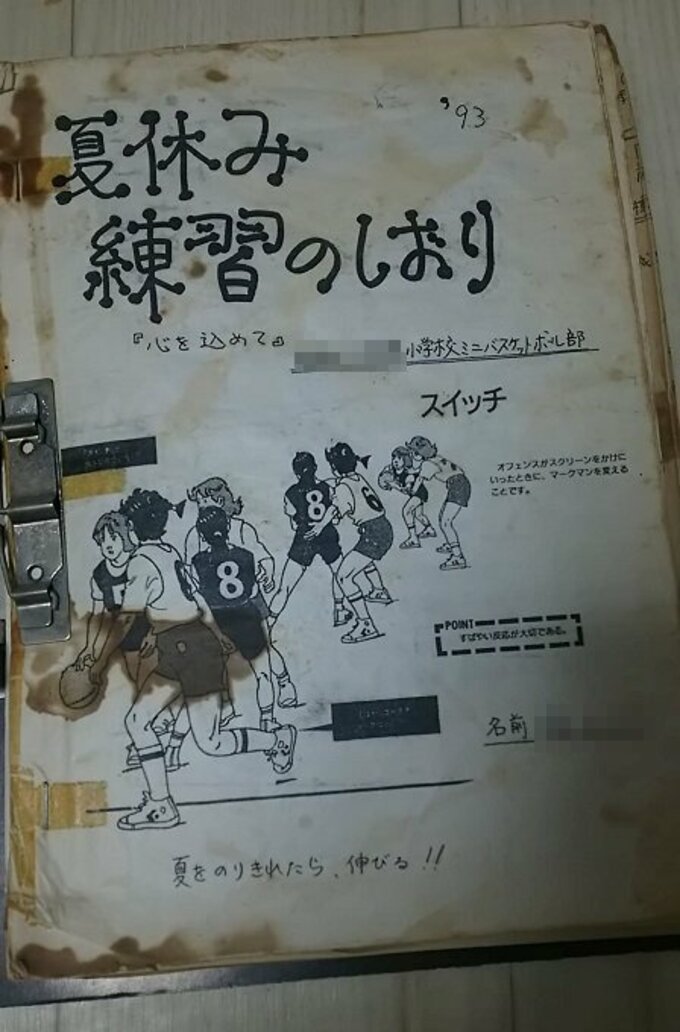 '93
夏休み
練習のしおり
『心を込めて』
小学校ミニバスケットボール部
スイッチ
オフェンスがスクリーンをかけに
いったときに、マークマンを変える
ことです。
8
6
8
POINT
すばやい反応が大切である。
名前
夏をのりきれたら、伸びる!!